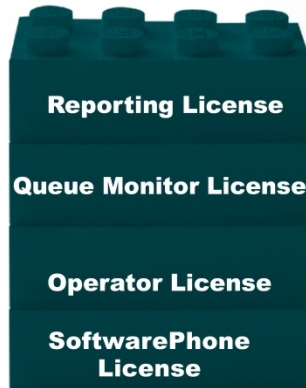 Reporting License
Queue Monitor License
Operator License
SoftwarePhone
License